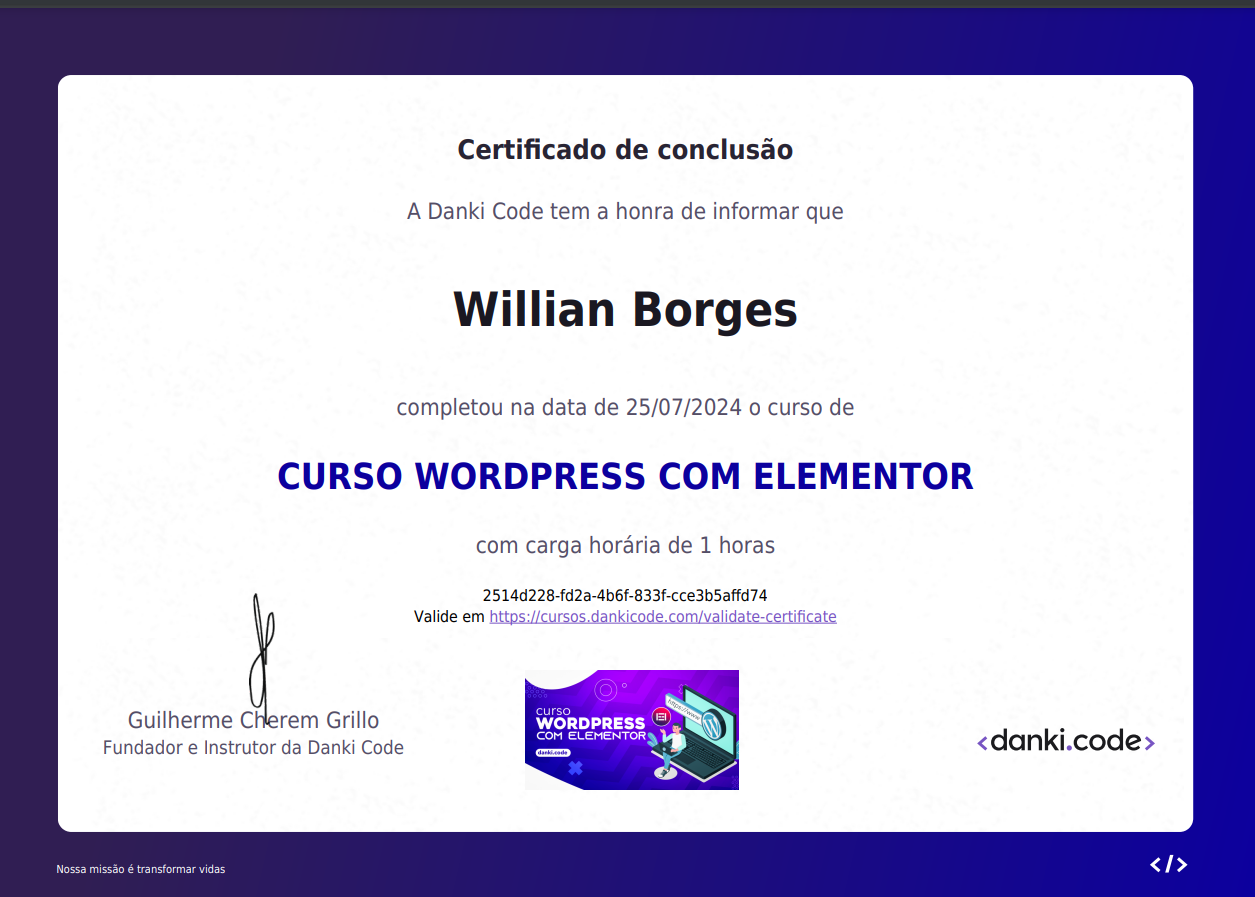 Certificado de conclusão
A Danki Code tem a honra de informar que
Willian Borges
completou na data de 25/07/2024 o curso de
CURSO WORDPRESS COM ELEMENTOR
com carga horária de 1 horas
2514d228-fd2a-4b6f-833f-cce3b5affd74
Valide em https://cursos.dankicode.com/validate-certificate
Guilherme Cherem Grillo
Fundador e Instrutor da Danki Code
curso
WORDPRESS
COM ELEMENTOR
danki.code
https://www
<danki.code>
Nossa missão é transformar vidas
</>